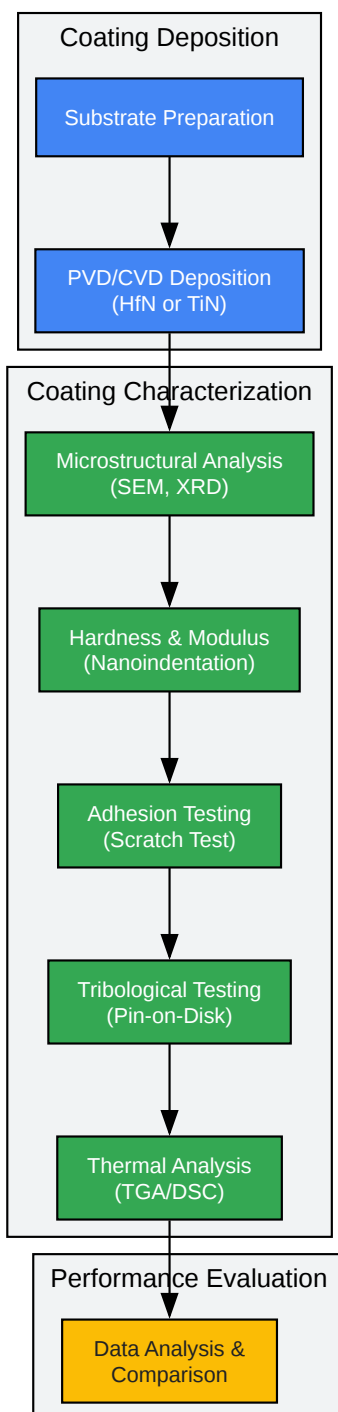 Coating Deposition
Substrate Preparation
PVD/CVD Deposition
(HfN or TiN)
Coating Characterization
Microstructural Analysis
(SEM, XRD)
Hardness & Modulus
(Nanoindentation)
Adhesion Testing
(Scratch Test)
Tribological Testing
(Pin-on-Disk)
Thermal Analysis
(TGA/DSC)
Performance Evaluation
Data Analysis &
Comparison